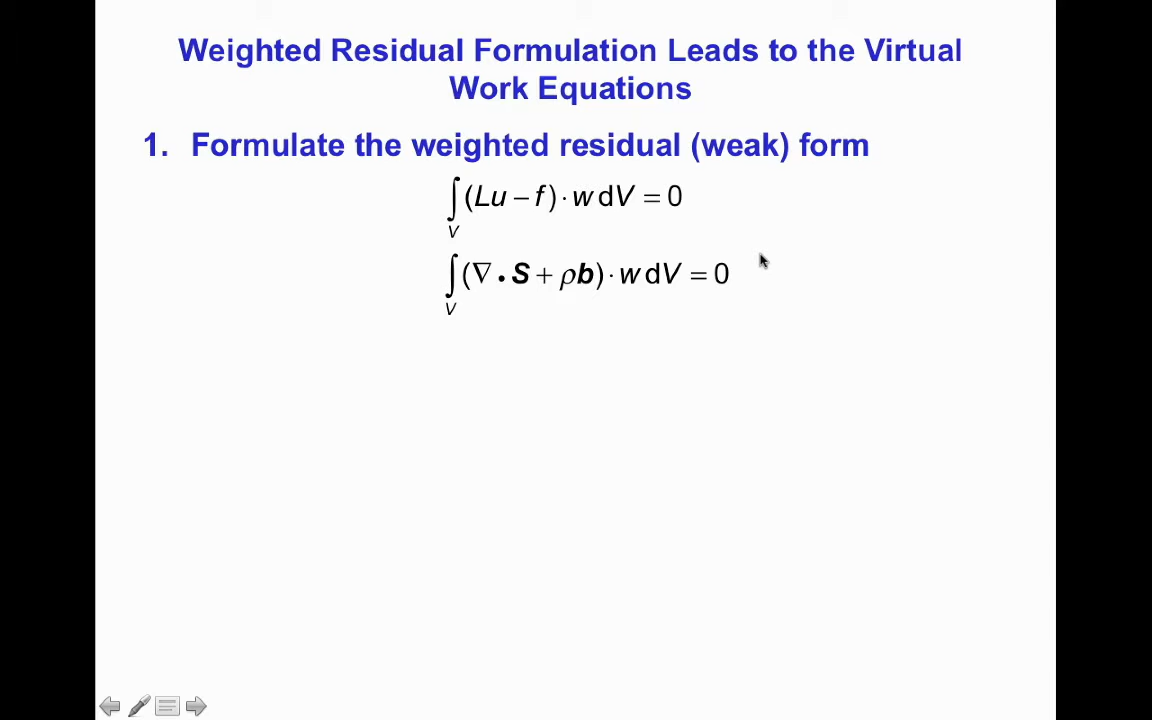 Weighted Residual Formulation Leads to the Virtual
Work Equations
1. Formulate the weighted residual (weak) form
∫_V (Lu − f) · w dV = 0
∫_V (∇ • S + ρb) · w dV = 0